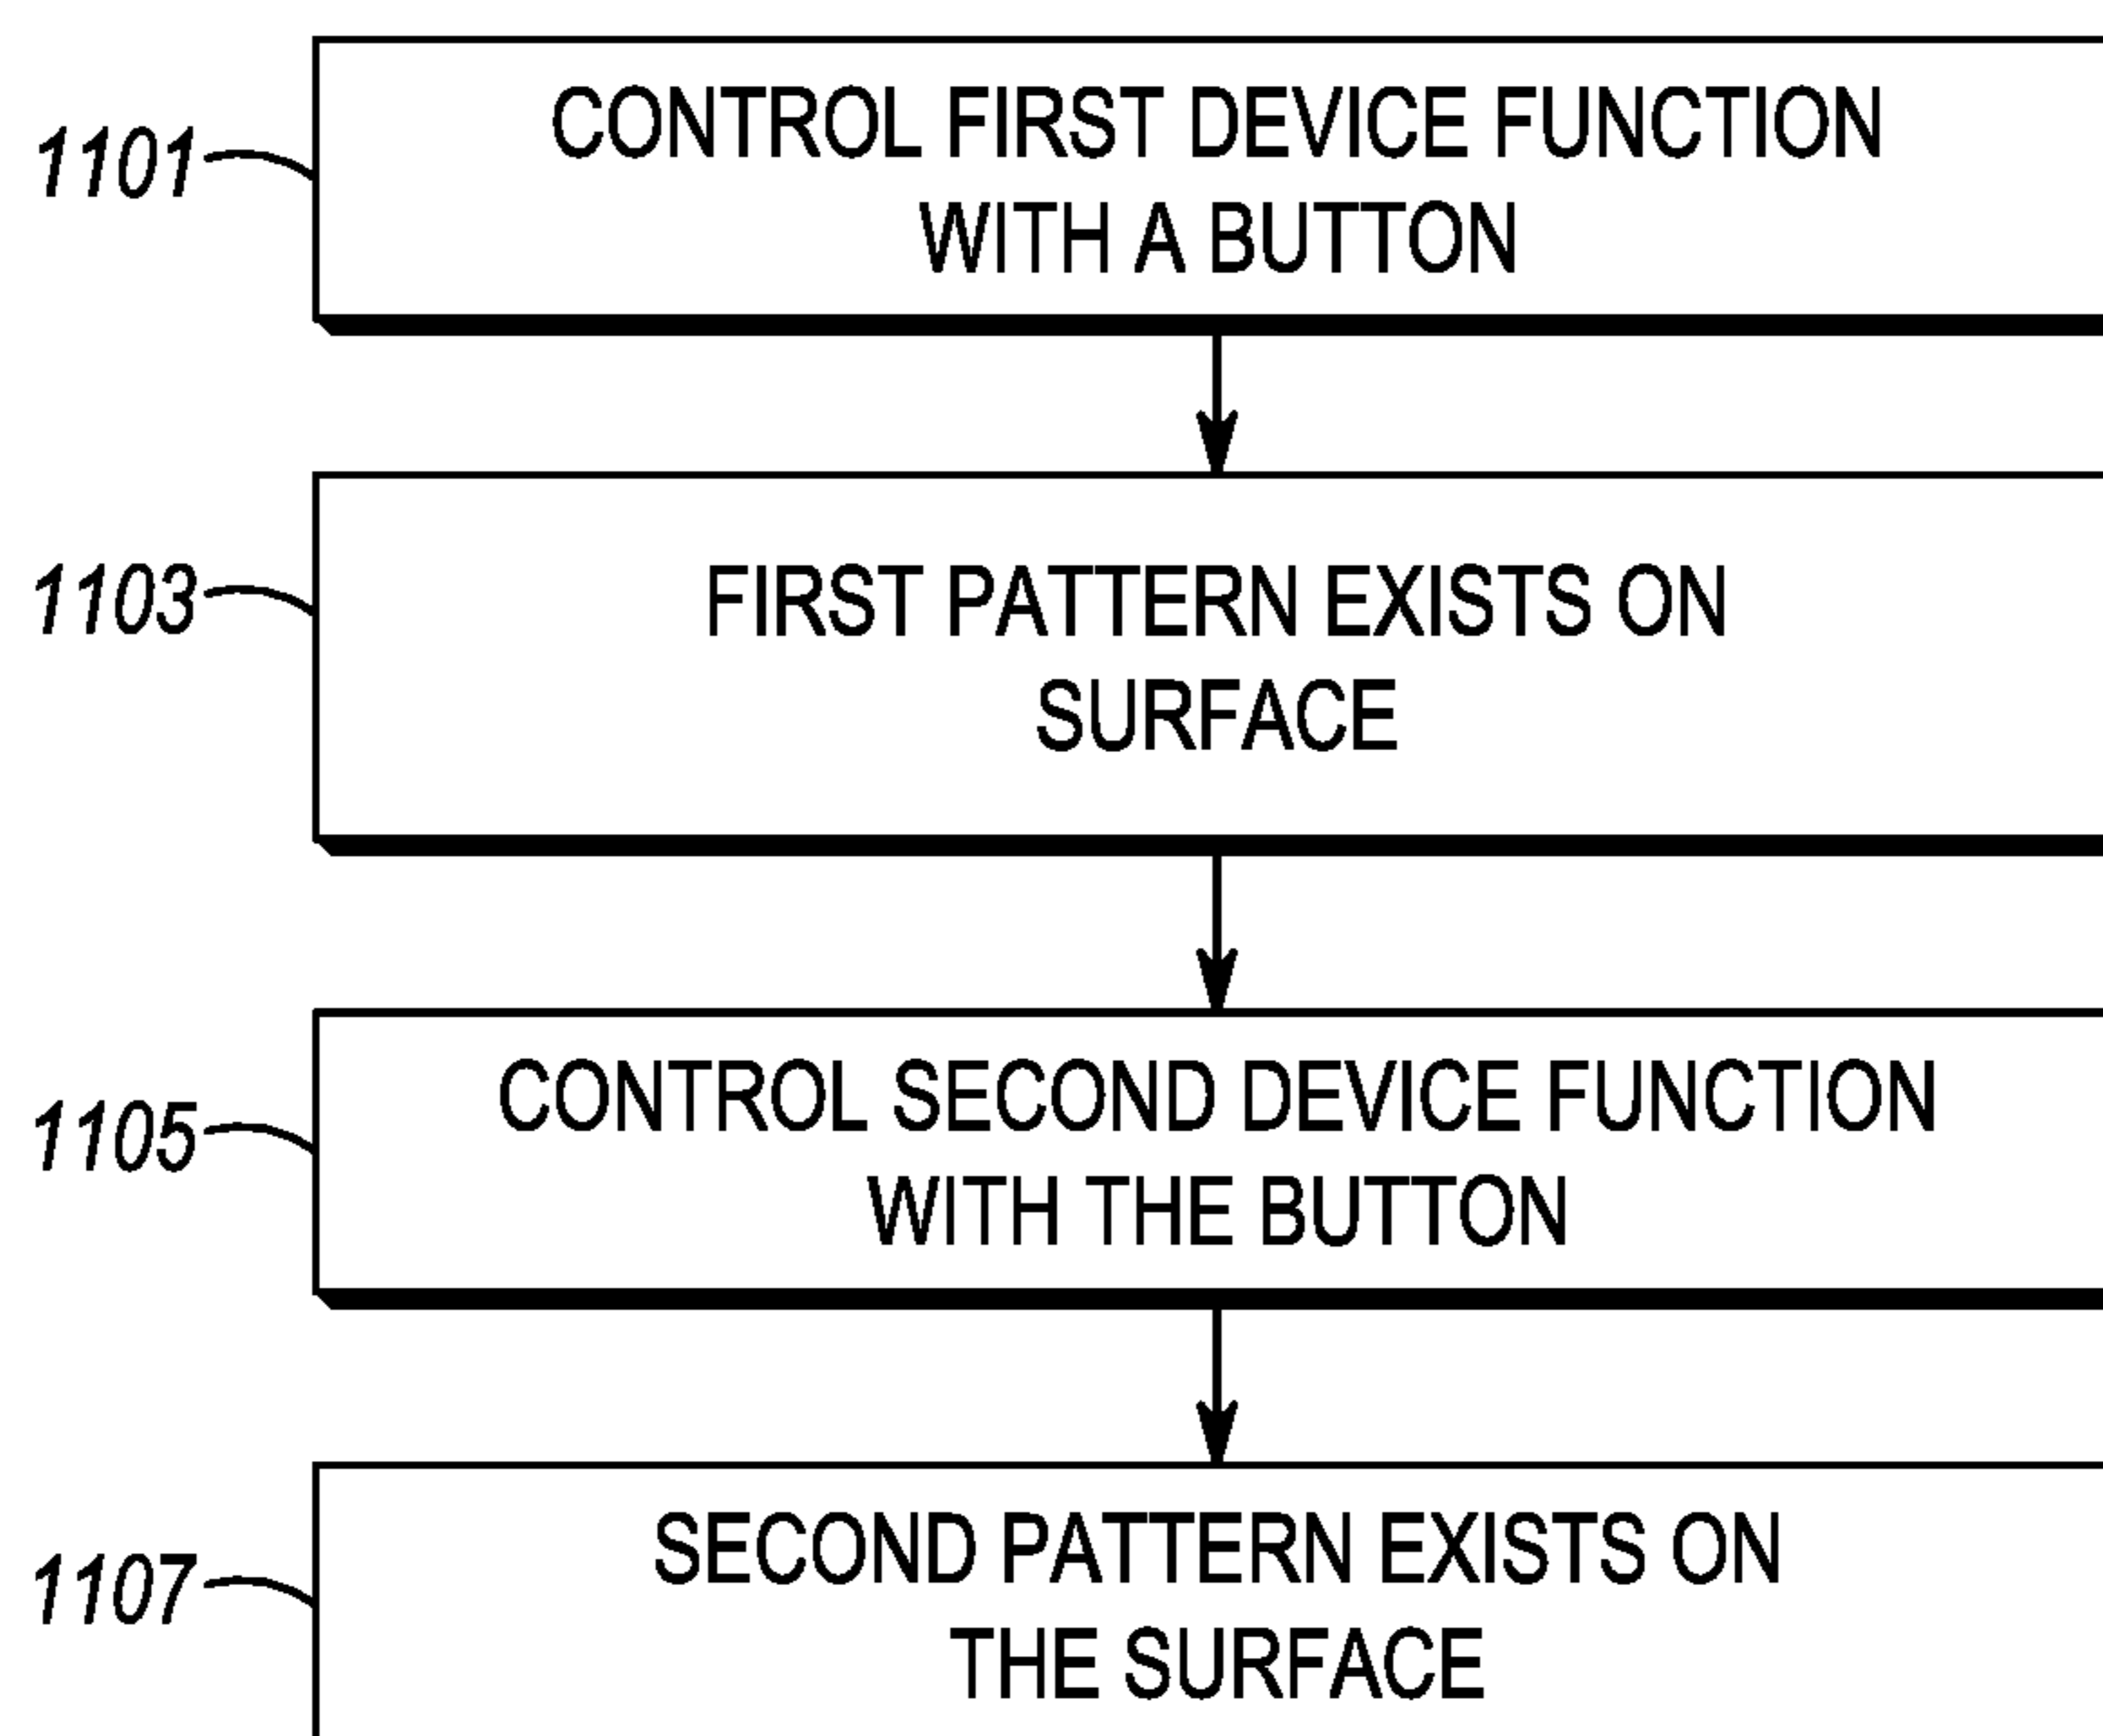 1101
CONTROL FIRST DEVICE FUNCTION
WITH A BUTTON
1103
FIRST PATTERN EXISTS ON
SURFACE
1105
CONTROL SECOND DEVICE FUNCTION
WITH THE BUTTON
1107
SECOND PATTERN EXISTS ON
THE SURFACE